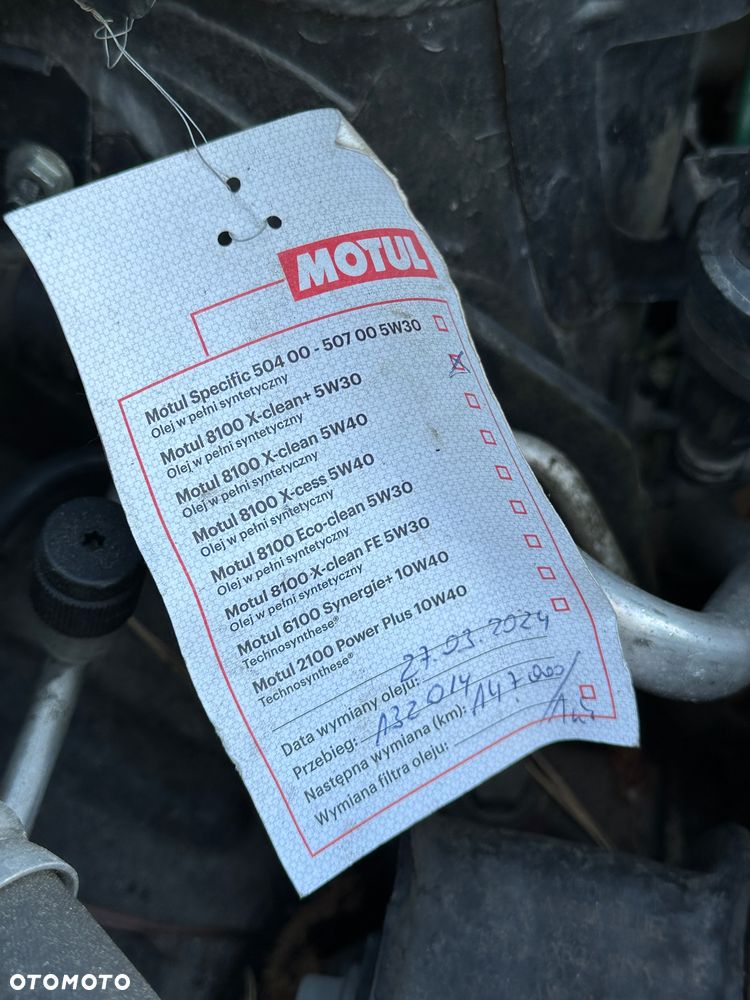 MOTUL
Motul Specific 504 00 - 507 00 5W30
Olej w pełni syntetyczny
Motul 8100 X-clean+ 5W30
Olej w pełni syntetyczny
Motul 8100 X-clean 5W40
Olej w pełni syntetyczny
Motul 8100 X-cess 5W40
Olej w pełni syntetyczny
Motul 8100 Eco-clean 5W30
Olej w pełni syntetyczny
Motul 8100 X-clean FE 5W30
Olej w pełni syntetyczny
Motul 6100 Synergie+ 10W40
Technosynthese®
Motul 2100 Power Plus 10W40
Technosynthese®
Data wymiany oleju: 27.03.2024
Przebieg: 132014
Następna wymiana (km): 147000/
Wymiana filtra oleju:
OTOMOTO